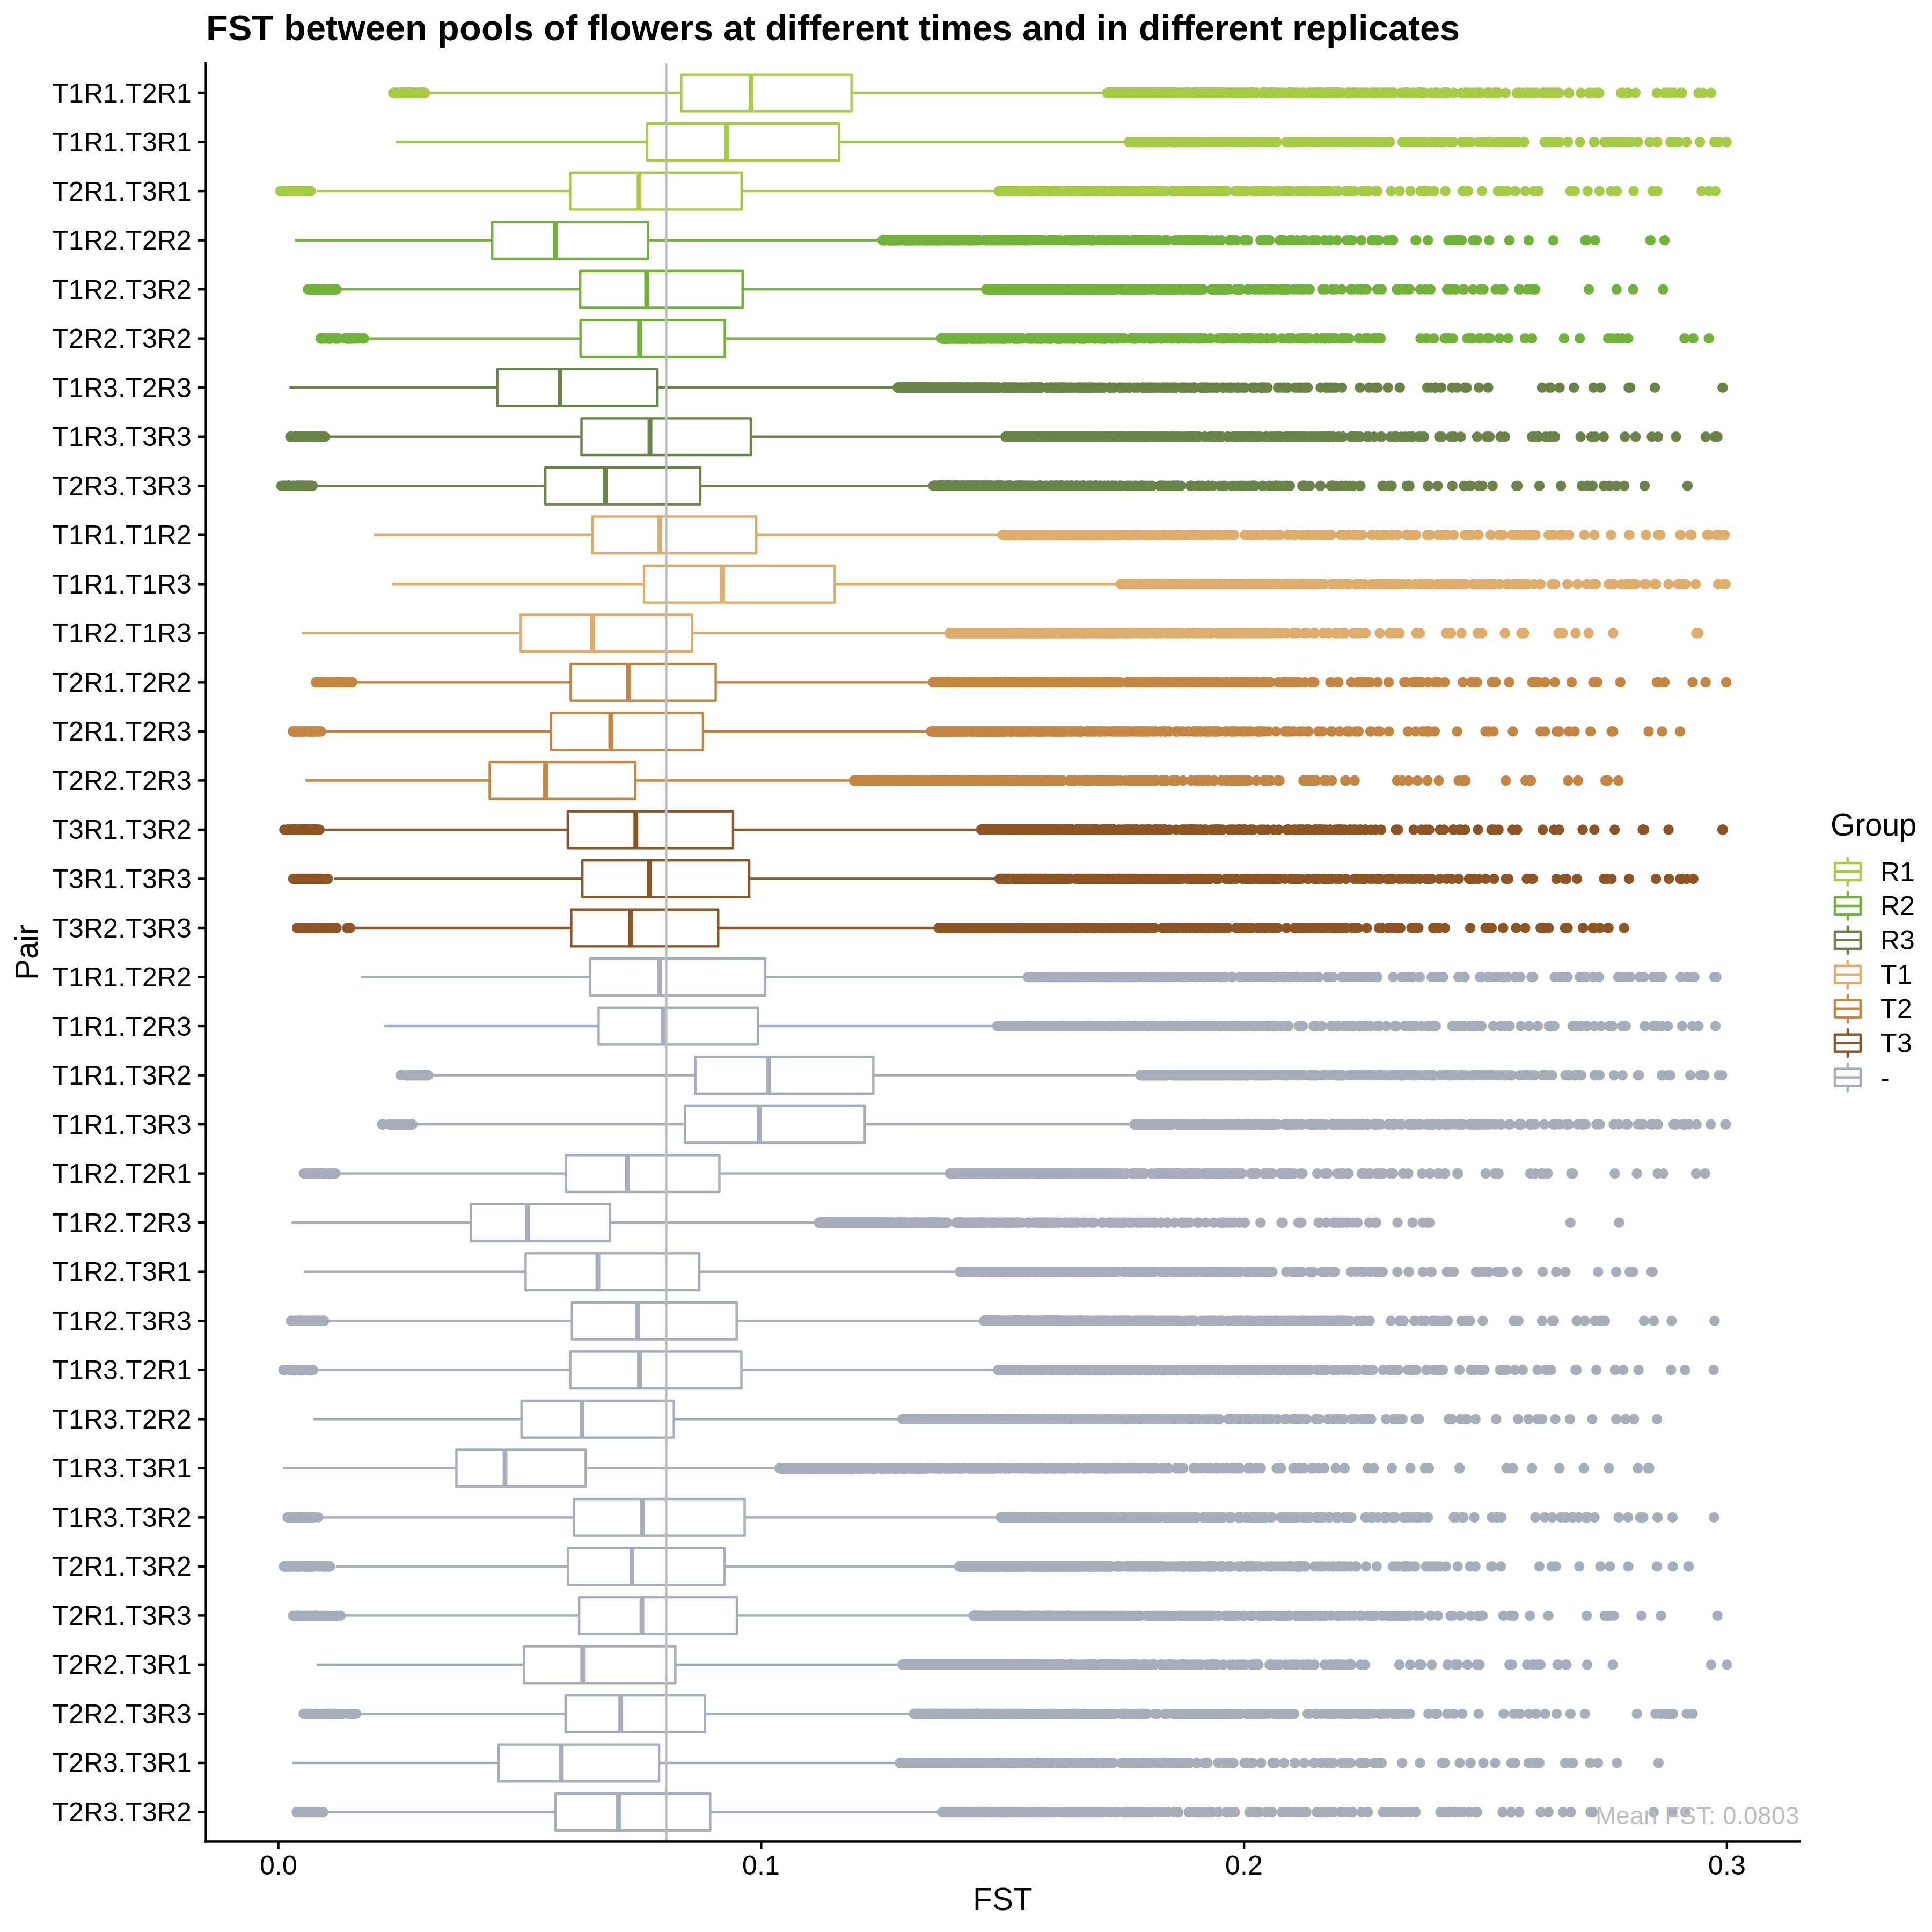 FST between pools of flowers at different times and in different replicates
T1R1.T2R1
T1R1.T3R1
T2R1.T3R1
T1R2.T2R2
T1R2.T3R2
T2R2.T3R2
T1R3.T2R3
T1R3.T3R3
T2R3.T3R3
T1R1.T1R2
T1R1.T1R3
T1R2.T1R3
T2R1.T2R2
T2R1.T2R3
T2R2.T2R3
T3R1.T3R2
T3R1.T3R3
T3R2.T3R3
T1R1.T2R2
T1R1.T2R3
T1R1.T3R2
T1R1.T3R3
T1R2.T2R1
T1R2.T2R3
T1R2.T3R1
T1R2.T3R3
T1R3.T2R1
T1R3.T2R2
T1R3.T3R1
T1R3.T3R2
T2R1.T3R2
T2R1.T3R3
T2R2.T3R1
T2R2.T3R3
T2R3.T3R1
T2R3.T3R2
Pair
Mean FST: 0.0803
0.0
0.1
0.2
0.3
FST
Group
R1
R2
R3
T1
T2
T3
-